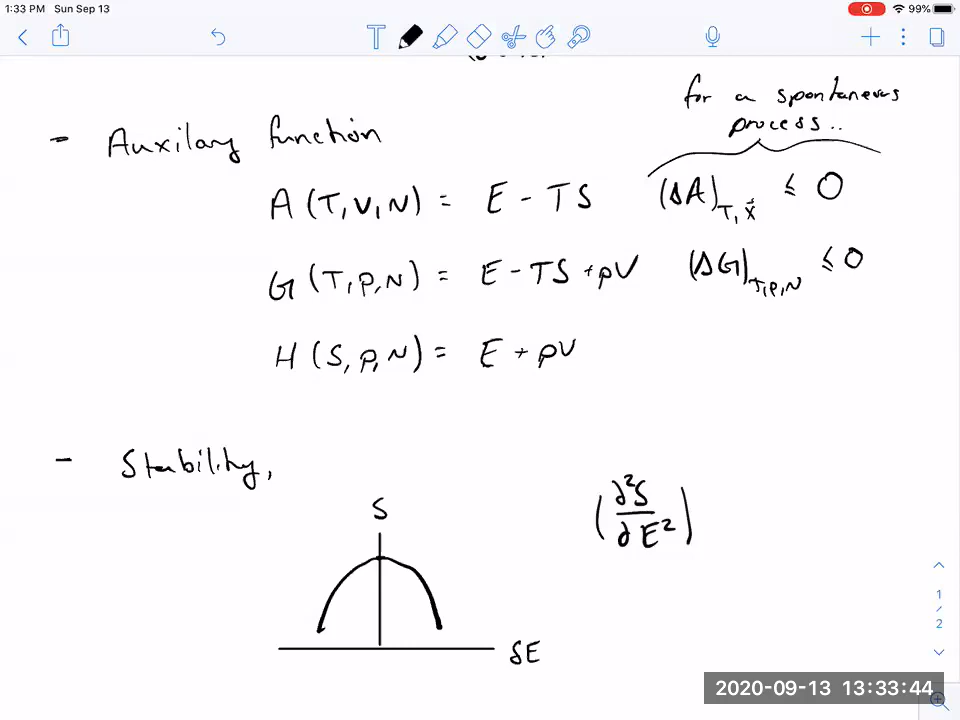 1:33 PM Sun Sep 13
99%
for a spontaneous
process..
- Auxilary function
A (T, V, N) = E - TS (ΔA)T,X⃗ ≤ 0
G (T, p, N) = E - TS + pV (ΔG)T,p,N ≤ 0
H (S, p, N) = E + pV
- Stability,
S
(∂²S/∂E²)
δE
1
/
2
2020-09-13 13:33:44